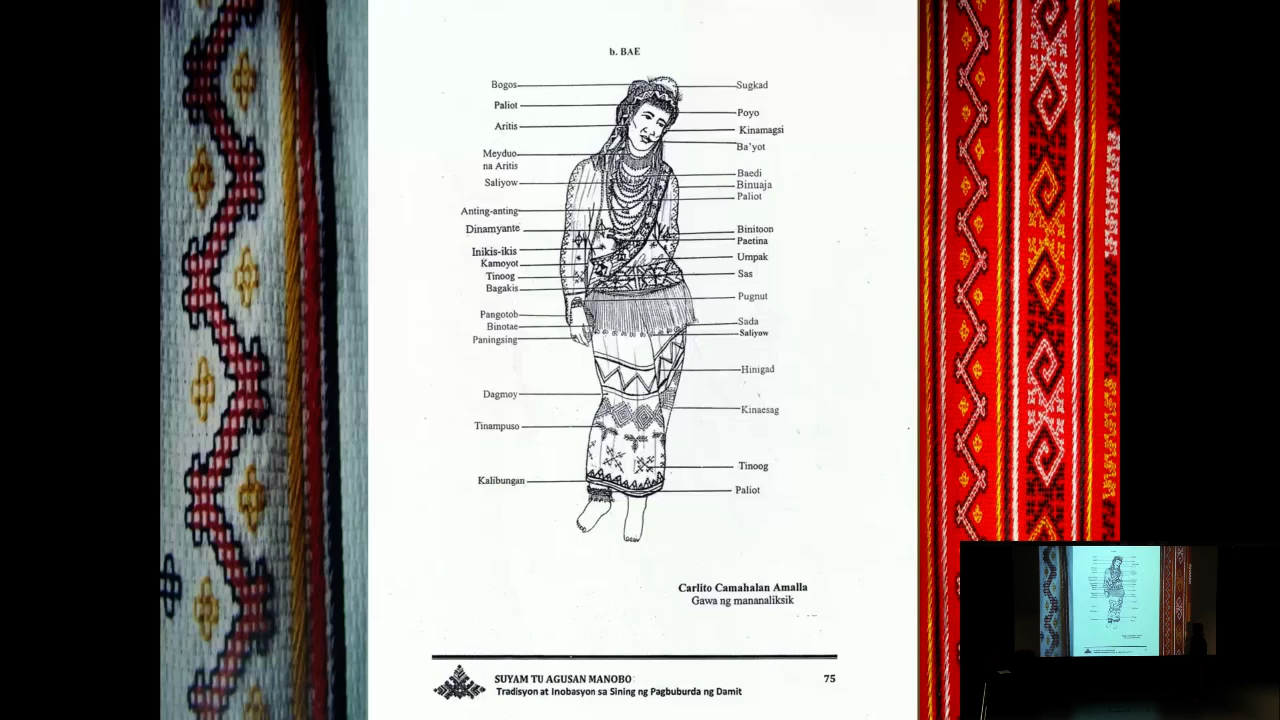 b. BAE
Bogos
Paliot
Aritis
Meyduo
na Aritis
Saliyow
Anting-anting
Dinamyante
Inikis-ikis
Kamoyot
Tinoog
Bagakis
Pangotob
Binotae
Paningsing
Dagmoy
Tinampuso
Kalibungan
Sugkad
Poyo
Kinamagsi
Ba'yot
Baedi
Binuaja
Paliot
Binitoon
Paetina
Umpak
Sas
Pugnut
Sada
Saliyow
Hinigad
Kinaesag
Tinoog
Paliot
Carlito Camahalan Amalla
Gawa ng mananaliksik
SUYAM TU AGUSAN MANOBO
Tradisyon at Inobasyon sa Sining ng Pagbuburda ng Damit
75